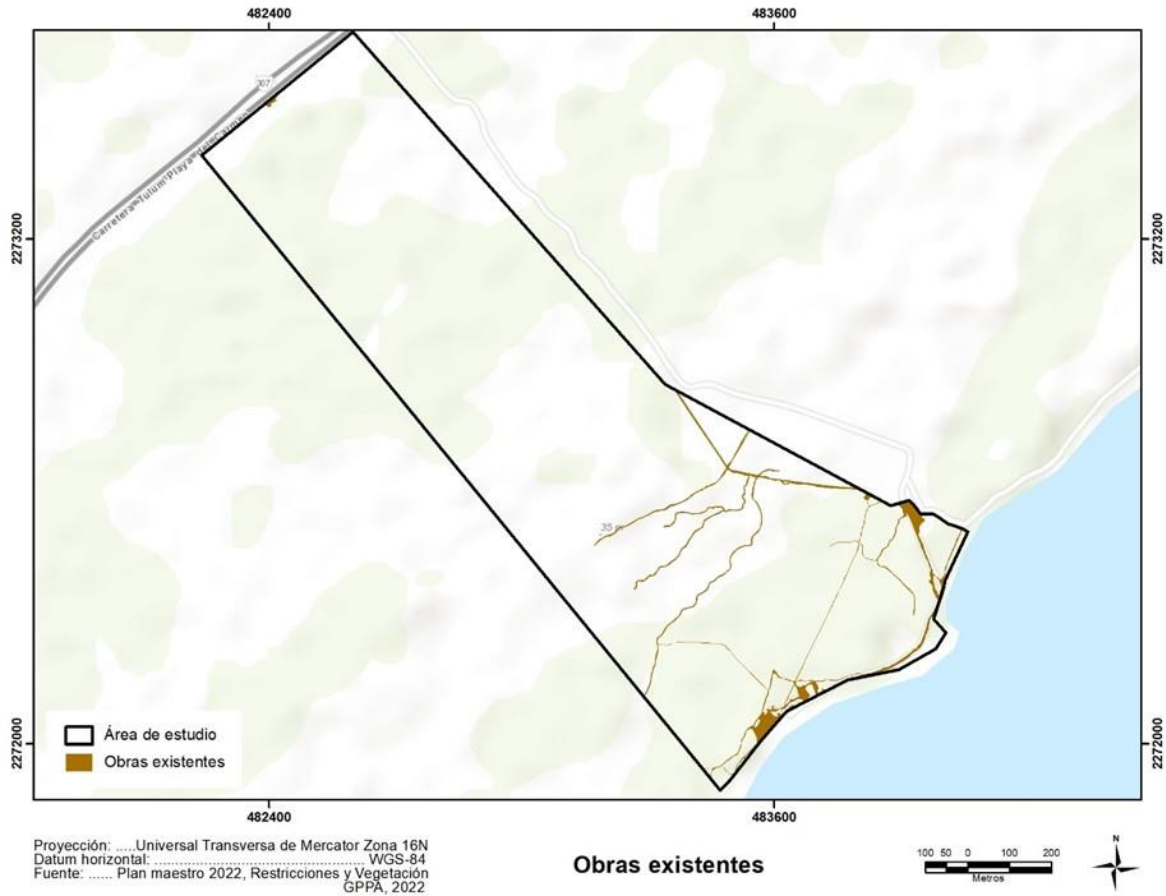 482400
483600
307
Carretera Tulum-Playa del Carmen
2273200
2273200
35 m
2272000
2272000
Área de estudio
Obras existentes
482400
483600
Proyección: .....Universal Transversa de Mercator Zona 16N
Datum horizontal: ........................................ WGS-84
Fuente: ...... Plan maestro 2022, Restricciones y Vegetación
GPPA, 2022
Obras existentes
100 50 0 100 200
Metros
N